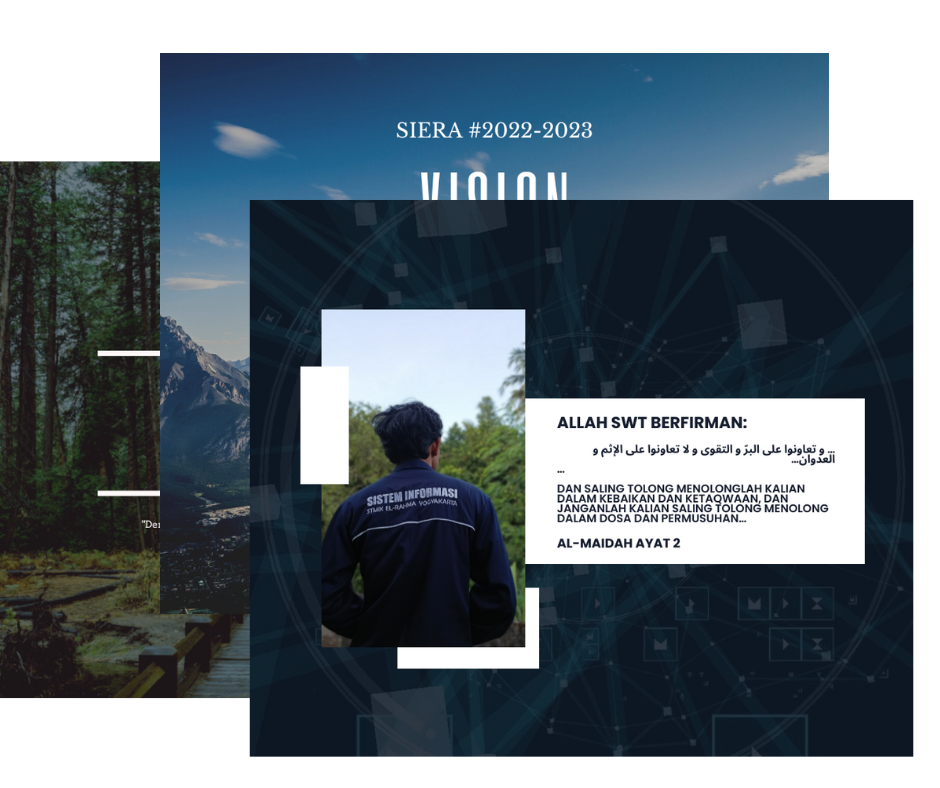 SIERA #2022-2023
VISION
"Der
SISTEM INFORMASI
STMIK EL-RAHMA YOGYAKARTA
ALLAH SWT BERFIRMAN:
... و تعاونوا على البرّ و التقوى و لا تعاونوا على الإثم و
العدوان...
...
DAN SALING TOLONG MENOLONGLAH KALIAN
DALAM KEBAIKAN DAN KETAQWAAN, DAN
JANGANLAH KALIAN SALING TOLONG MENOLONG
DALAM DOSA DAN PERMUSUHAN...
AL-MAIDAH AYAT 2